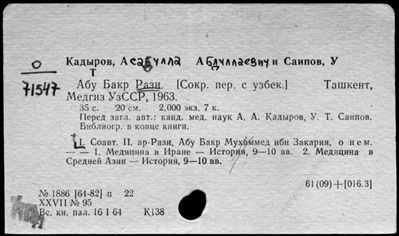 Кадыров, Асадулла Абдуллаевич и Саипов, У
О
Т
71547
Абу Бакр Рази. [Сокр. пер. с узбек.] Ташкент,
Медгиз УзССР, 1963.
35 с. 20 см. 2.000 экз. 7 к.
Перед загл. авт.: канд. мед. наук А. А. Кадыров, У. Т. Саипов.
Библиогр. в конце книги.
I. Соавт. II. ар-Рази, Абу Бакр Мухаммед ибн Закария, о нем.
— 1. Медицина в Иране — История, 9—10 вв. 2. Медицина в
Средней Азии — История, 9—10 вв.
61(09)+[016.3]
№ 1886 [64-82] п 22
XXVII № 95
Вс. кн. пал. 16 I 64 К138